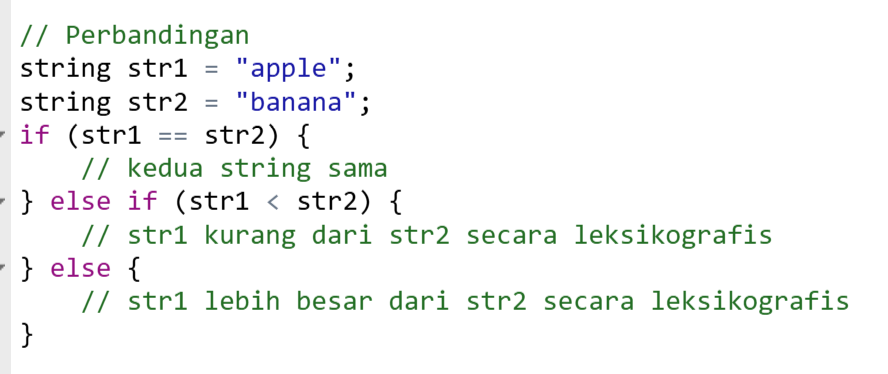 // Perbandingan
string str1 = "apple";
string str2 = "banana";
if (str1 == str2) {
    // kedua string sama
} else if (str1 < str2) {
    // str1 kurang dari str2 secara leksikografis
} else {
    // str1 lebih besar dari str2 secara leksikografis
}